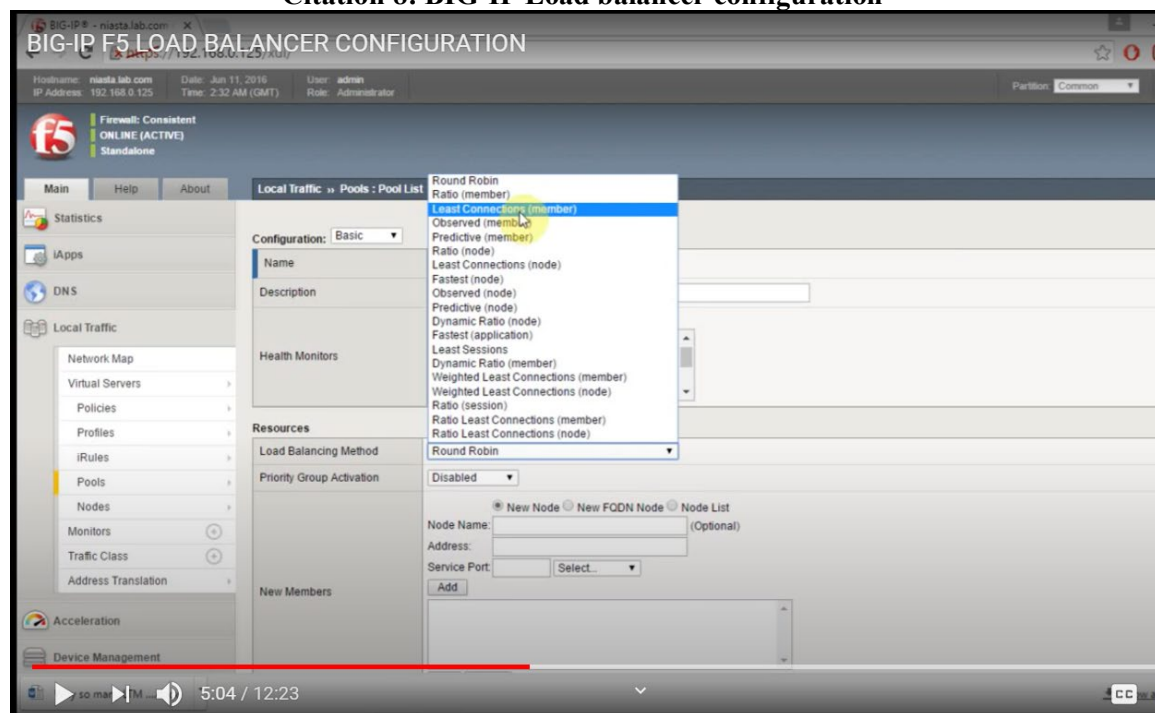 Citation 8: BIG-IP Load balancer configuration
BIG-IP® - niasta.lab.com
BIG-IP F5 LOAD BALANCER CONFIGURATION
Hostname: niasta.lab.com Date: Jun 11, 2016 User: admin
IP Address: 192.168.0.125 Time: 2:32 AM (GMT) Role: Administrator
Partition: Common
f5
Firewall: Consistent
ONLINE (ACTIVE)
Standalone
Main Help About
Local Traffic ›› Pools : Pool List
Statistics
iApps
DNS
Local Traffic
Network Map
Virtual Servers
Policies
Profiles
iRules
Pools
Nodes
Monitors
Traffic Class
Address Translation
Acceleration
Device Management
Configuration: Basic
Name
Description
Health Monitors
Round Robin
Ratio (member)
Least Connections (member)
Observed (member)
Predictive (member)
Ratio (node)
Least Connections (node)
Fastest (node)
Observed (node)
Predictive (node)
Dynamic Ratio (node)
Fastest (application)
Least Sessions
Dynamic Ratio (member)
Weighted Least Connections (member)
Weighted Least Connections (node)
Ratio (session)
Ratio Least Connections (member)
Ratio Least Connections (node)
Resources
Load Balancing Method Round Robin
Priority Group Activation Disabled
New Members
New Node New FQDN Node Node List
Node Name: (Optional)
Address:
Service Port: Select...
Add
5:04 / 12:23
CC